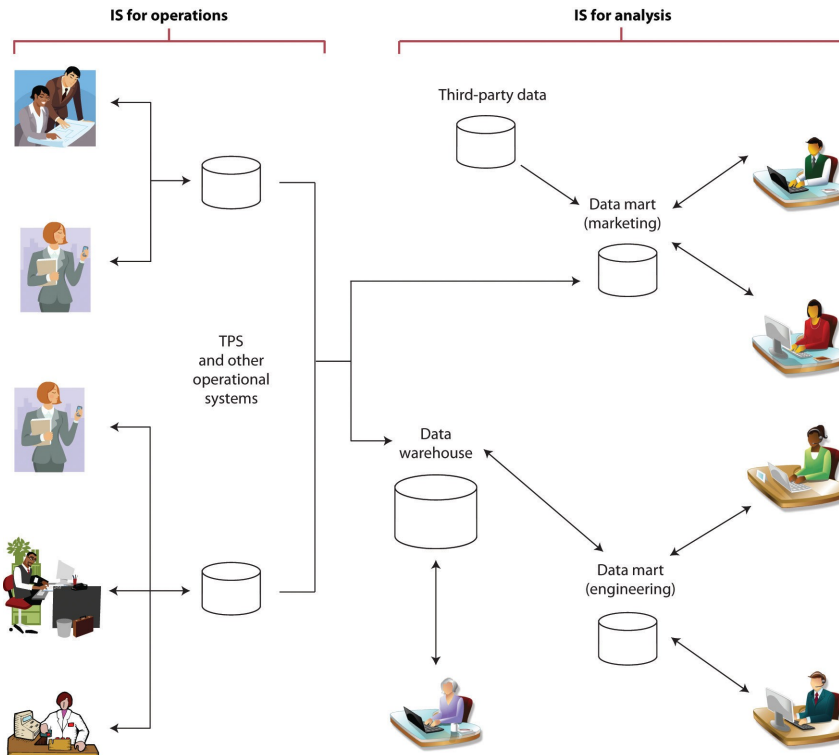 IS for operations
IS for analysis
Third-party data
Data mart
(marketing)
TPS
and other
operational
systems
Data
warehouse
Data mart
(engineering)